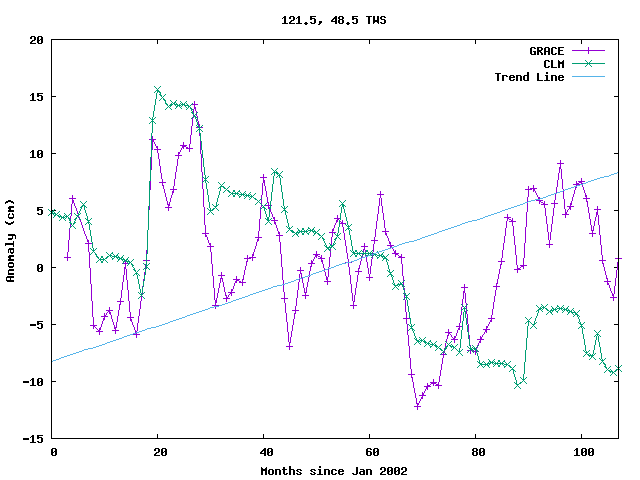 121.5, 48.5 TWS
GRACE
CLM
Trend Line
20
15
10
5
0
-5
-10
-15
Anomaly (cm)
0 20 40 60 80 100
Months since Jan 2002